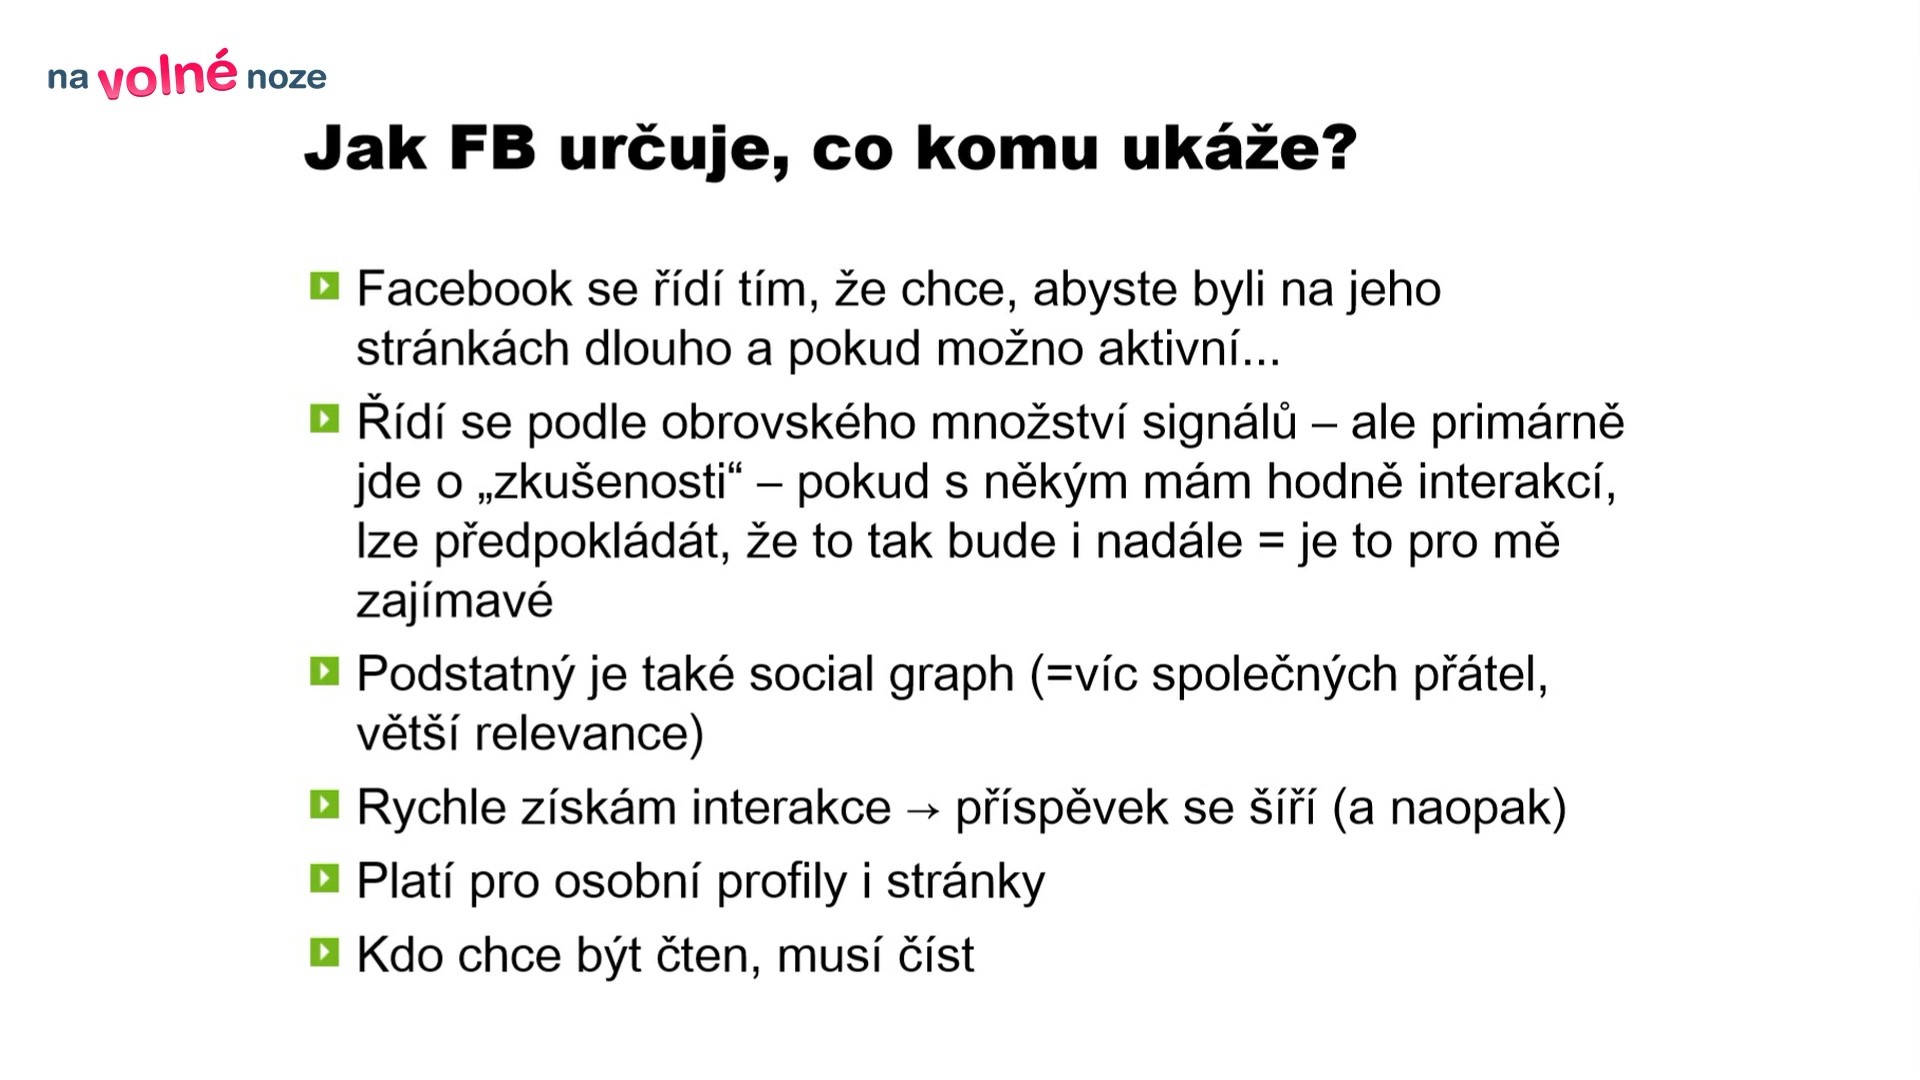 na volné noze
Jak FB určuje, co komu ukáže?
Facebook se řídí tím, že chce, abyste byli na jeho
stránkách dlouho a pokud možno aktivní...
Řídí se podle obrovského množství signálů – ale primárně
jde o „zkušenosti“ – pokud s někým mám hodně interakcí,
lze předpokládát, že to tak bude i nadále = je to pro mě
zajímavé
Podstatný je také social graph (=víc společných přátel,
větší relevance)
Rychle získám interakce → příspěvek se šíří (a naopak)
Platí pro osobní profily i stránky
Kdo chce být čten, musí číst